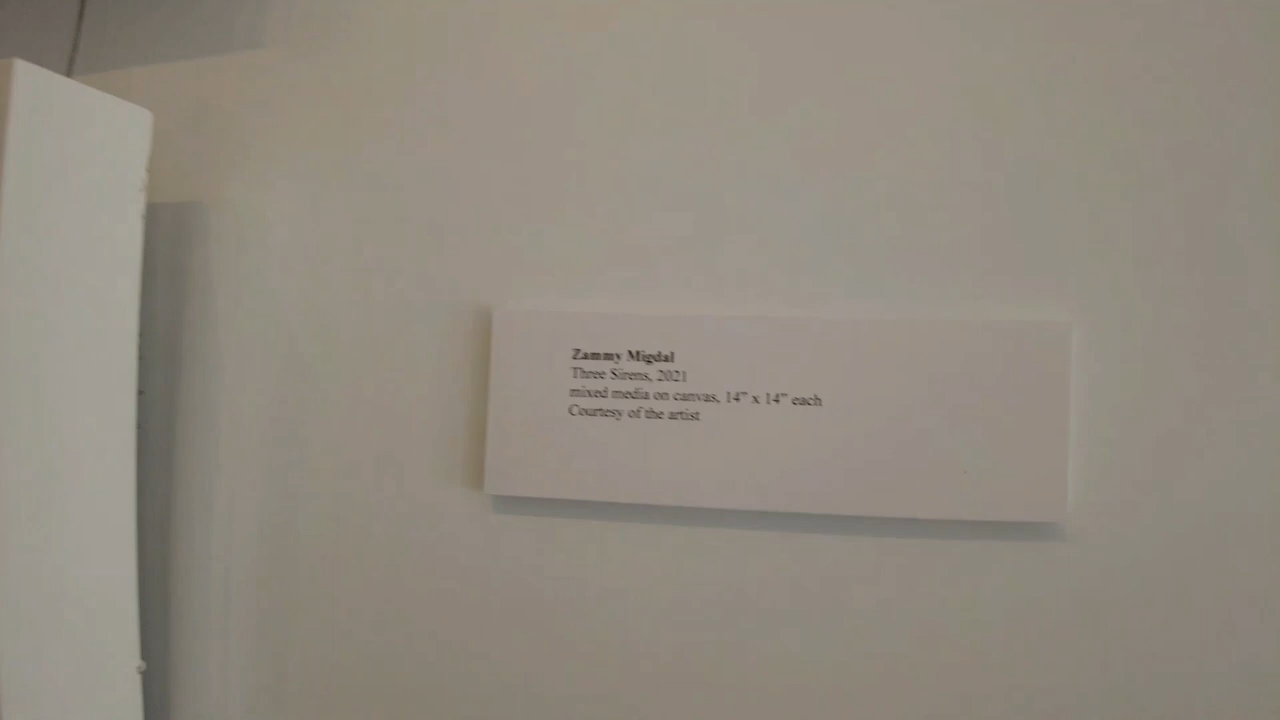 Zammy Migdal
Three Sirens, 2021
mixed media on canvas, 14” x 14” each
Courtesy of the artist